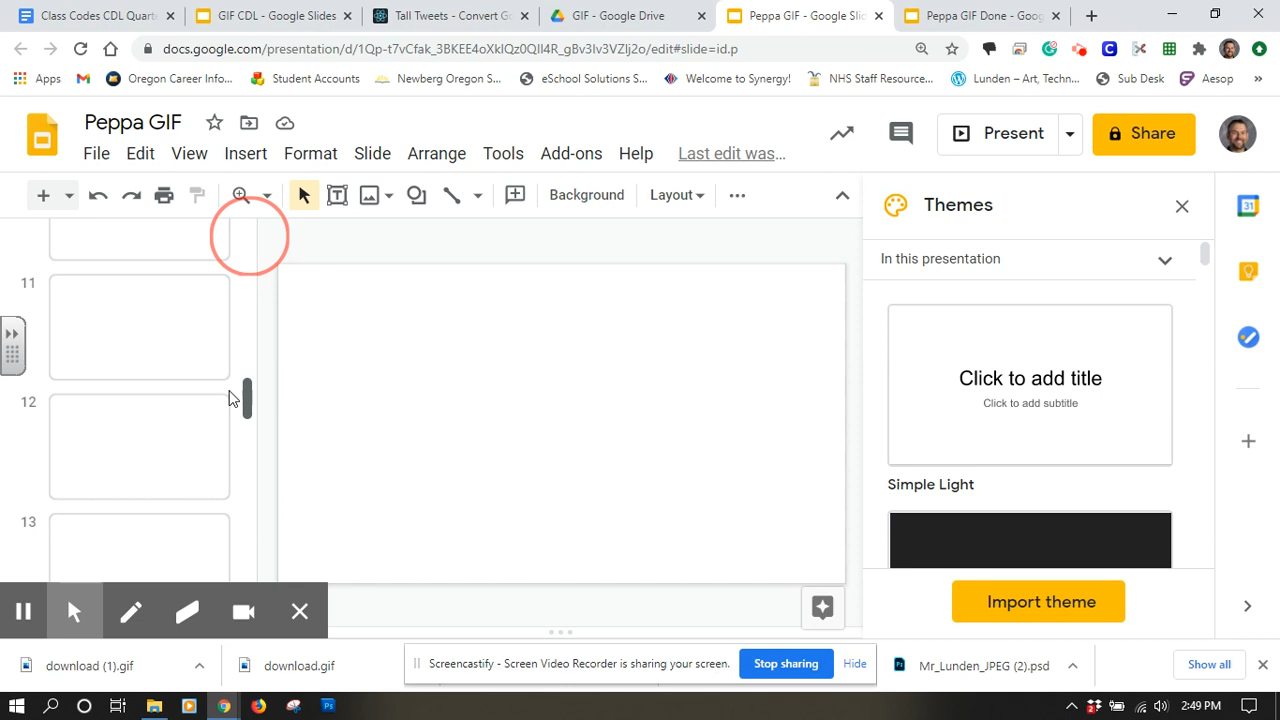 Class Codes CDL Quarte
GIF CDL - Google Slides
Tall Tweets - Convert Go
GIF - Google Drive
Peppa GIF - Google Slid
Peppa GIF Done - Goog
docs.google.com/presentation/d/1Qp-t7vCfak_3BKEE4oXklQz0QlI4R_gBv3lv3VZlj2o/edit#slide=id.p
Apps
Oregon Career Info...
Student Accounts
Newberg Oregon S...
eSchool Solutions S...
Welcome to Synergy!
NHS Staff Resource...
Lunden – Art, Techn...
Sub Desk
Aesop
Peppa GIF
Present
Share
File Edit View Insert Format Slide Arrange Tools Add-ons Help Last edit was...
Background
Layout
Themes
In this presentation
11
12
13
Click to add title
Click to add subtitle
Simple Light
Import theme
31
download (1).gif
download.gif
Screencastify - Screen Video Recorder is sharing your screen.
Stop sharing
Hide
Mr_Lunden_JPEG (2).psd
Show all
2:49 PM